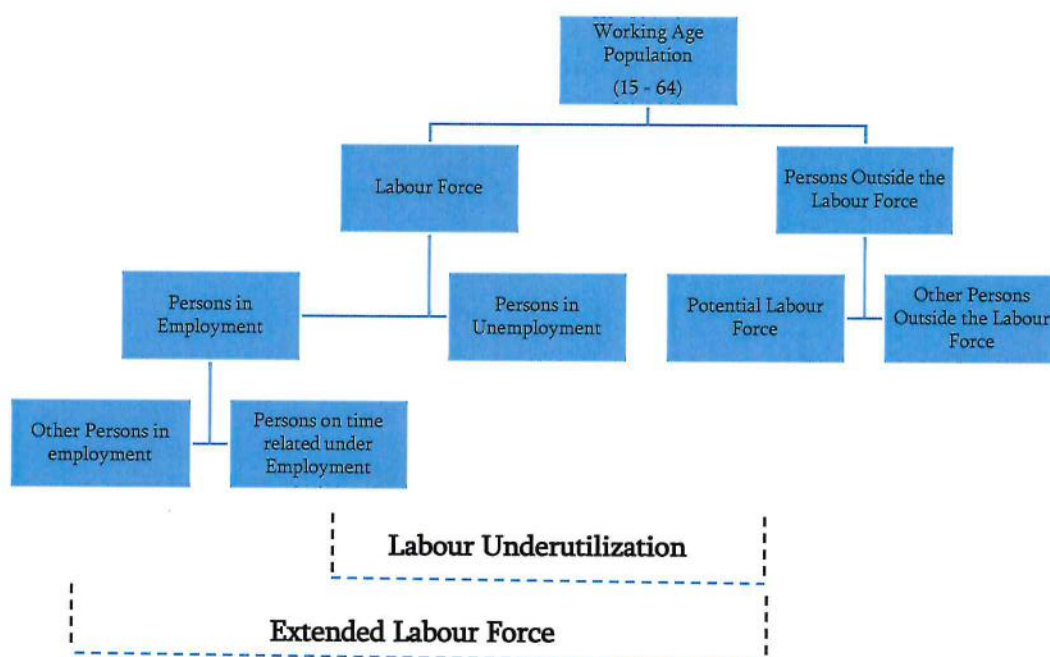 Working Age
Population
(15 - 64)
Labour Force
Persons Outside the
Labour Force
Persons in
Employment
Persons in
Unemployment
Potential Labour
Force
Other Persons
Outside the Labour
Force
Other Persons in
employment
Persons on time
related under
Employment
Labour Underutilization
Extended Labour Force